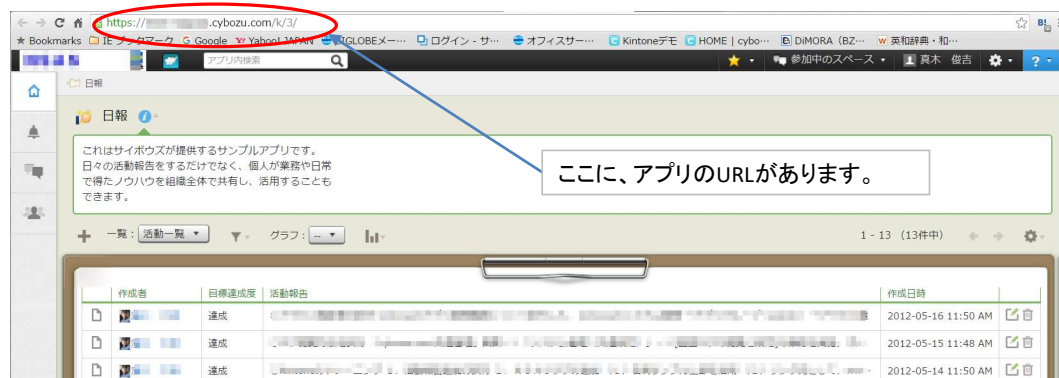 https:// .cybozu.com/k/3/
★ Bookmarks IE ブックマーク Google Yahoo! JAPAN BIGLOBEメー… ログイン - サ… オフィスサー… Kintoneデモ HOME | cybo… DiMORA（BZ… 英和辞典・和…
アプリ内検索 参加中のスペース 真木 俊吉 ?
日報
日報
これはサイボウズが提供するサンプルアプリです。
日々の活動報告をするだけでなく、個人が業務や日常
で得たノウハウを組織全体で共有し、活用することも
できます。
ここに、アプリのURLがあります。
一覧： 活動一覧 グラフ： -- 1 - 13 （13件中）
作成者 目標達成度 活動報告 作成日時
達成 2012-05-16 11:50 AM
達成 2012-05-15 11:48 AM
達成 2012-05-14 11:50 AM